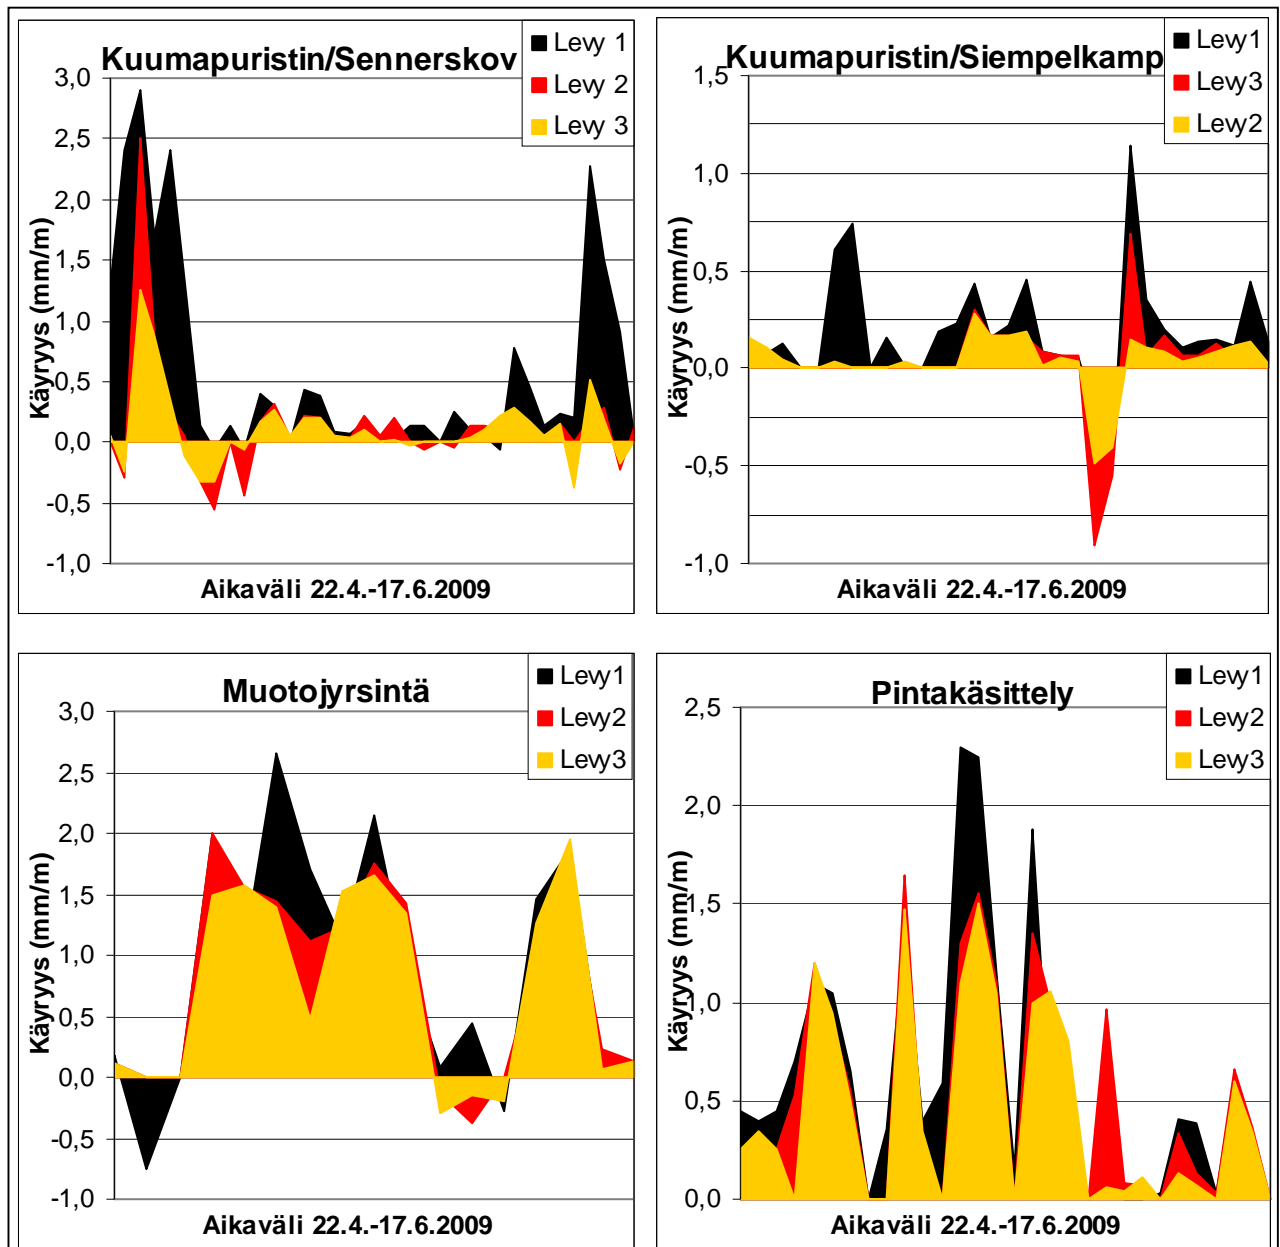 Kuumapuristin/Sennerskov
Levy 1
Levy 2
Levy 3
3,0
2,5
2,0
1,5
1,0
0,5
0,0
-0,5
-1,0
Käyryys (mm/m)
Aikaväli 22.4.-17.6.2009
Kuumapuristin/Siempelkamp
Levy1
Levy3
Levy2
1,5
1,0
0,5
0,0
-0,5
-1,0
Käyryys (mm/m)
Aikaväli 22.4.-17.6.2009
Muotojyrsintä
Levy1
Levy2
Levy3
3,0
2,5
2,0
1,5
1,0
0,5
0,0
-0,5
-1,0
Käyryys (mm/m)
Aikaväli 22.4.-17.6.2009
Pintakäsittely
Levy1
Levy2
Levy3
2,5
2,0
1,5
1,0
0,5
0,0
Käyryys (mm/m)
Aikaväli 22.4.-17.6.2009